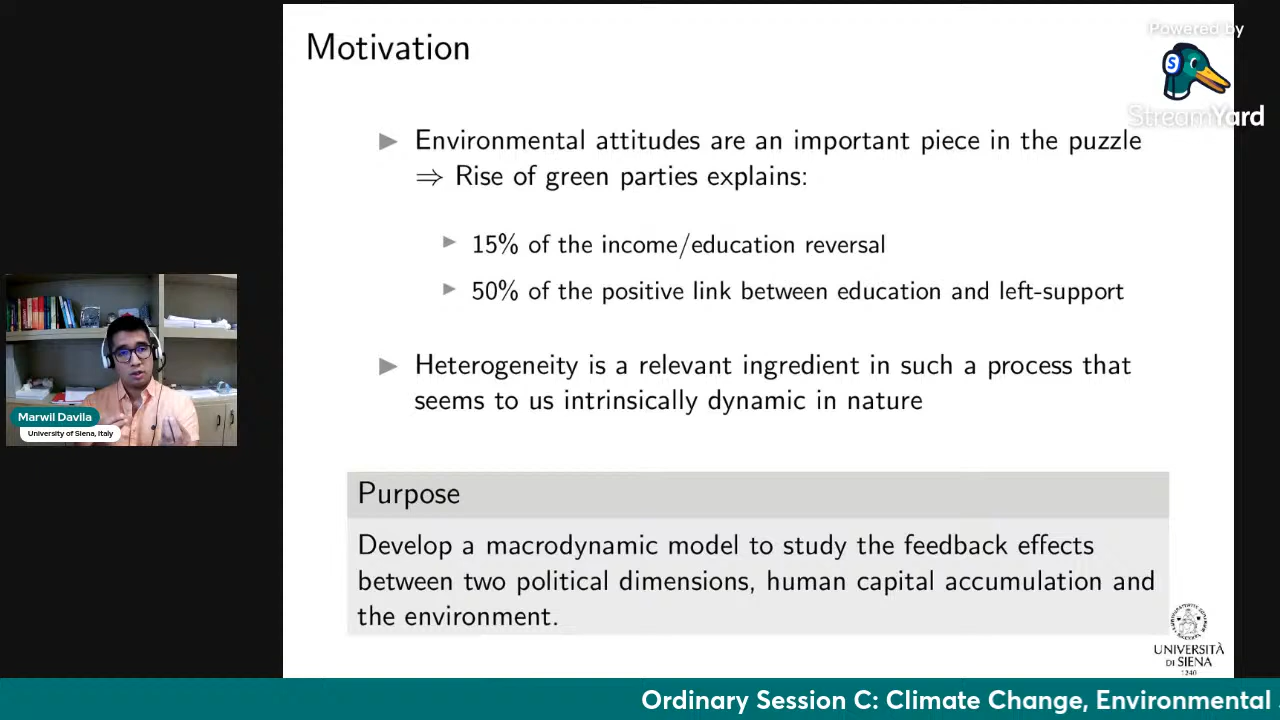 Motivation
Powered by
S
StreamYard
Environmental attitudes are an important piece in the puzzle
⇒ Rise of green parties explains:
15% of the income/education reversal
50% of the positive link between education and left-support
Heterogeneity is a relevant ingredient in such a process that
seems to us intrinsically dynamic in nature
Marwil Davila
University of Siena, Italy
Purpose
Develop a macrodynamic model to study the feedback effects
between two political dimensions, human capital accumulation and
the environment.
UNIVERSITÀ
DI SIENA
1240
Ordinary Session C: Climate Change, Environmental